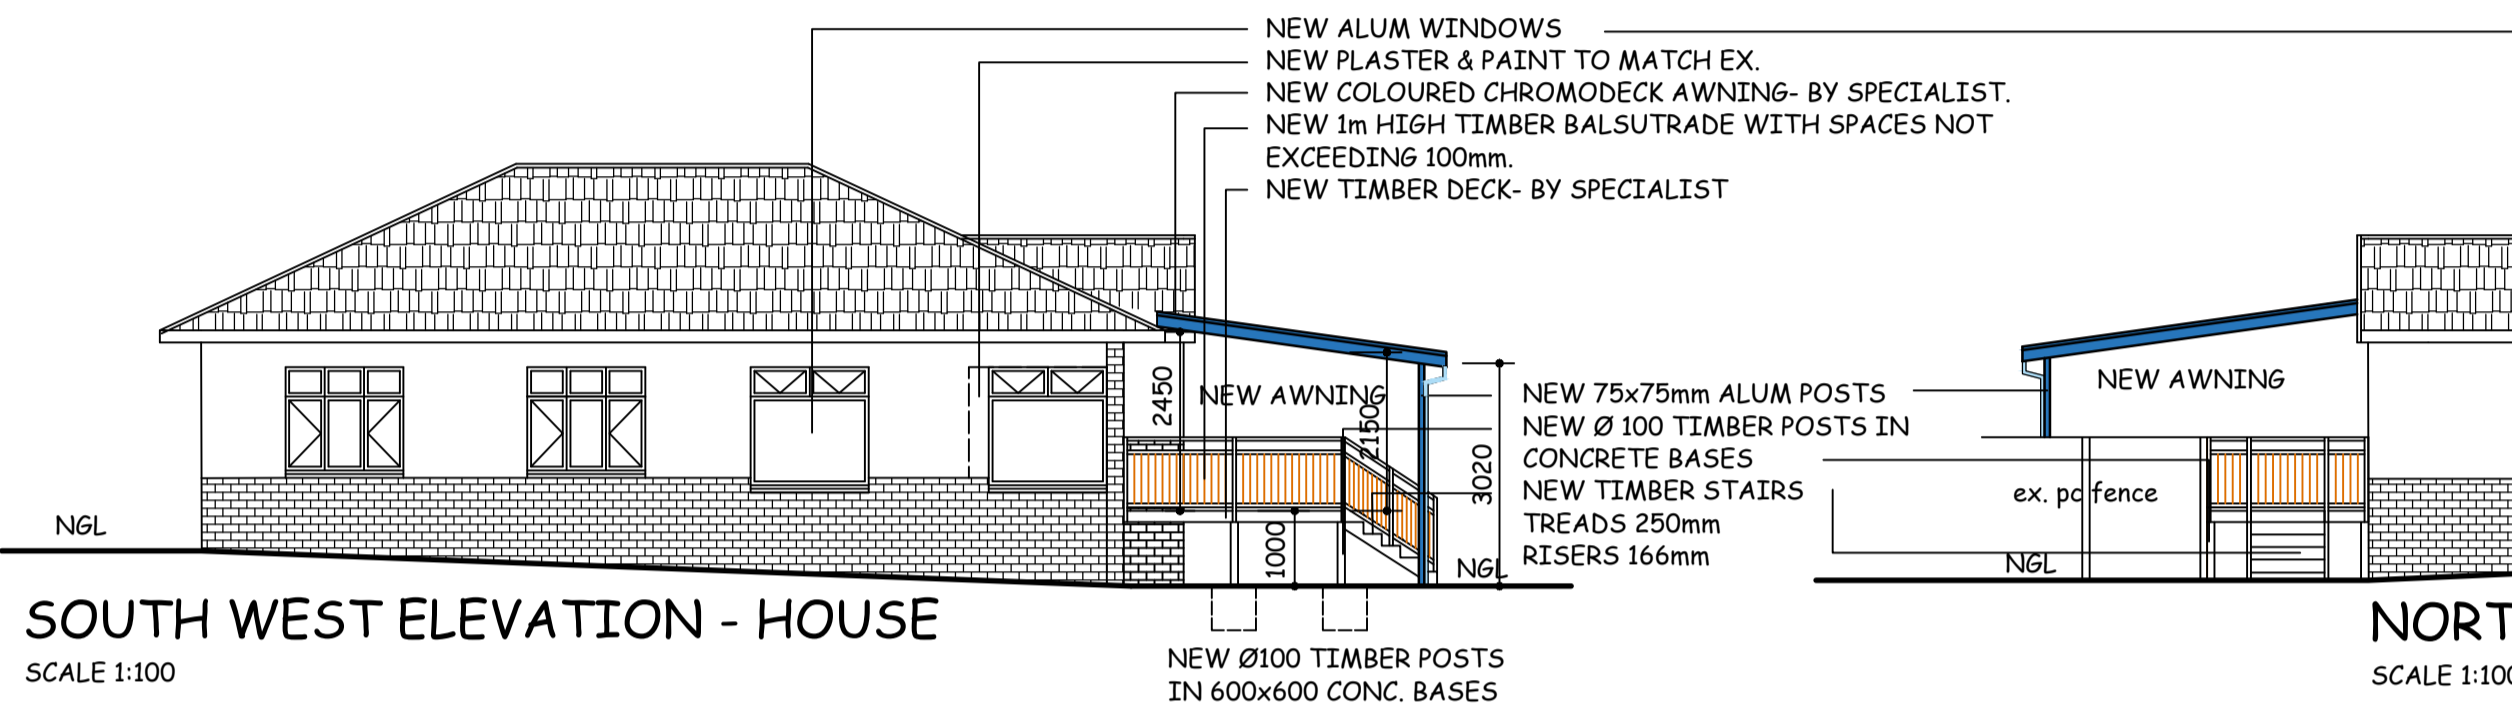 NEW ALUM WINDOWS
NEW PLASTER & PAINT TO MATCH EX.
NEW COLOURED CHROMODECK AWNING- BY SPECIALIST.
NEW 1m HIGH TIMBER BALSUTRADE WITH SPACES NOT
EXCEEDING 100mm.
NEW TIMBER DECK- BY SPECIALIST
2450
NEW AWNING
2150
3020
1000
NEW 75x75mm ALUM POSTS
NEW Ø 100 TIMBER POSTS IN
CONCRETE BASES
NEW TIMBER STAIRS
TREADS 250mm
RISERS 166mm
NEW AWNING
ex. pc fence
NGL
NGL
NGL
SOUTH WEST ELEVATION - HOUSE
SCALE 1:100
NEW Ø100 TIMBER POSTS
IN 600x600 CONC. BASES
NORT
SCALE 1:100